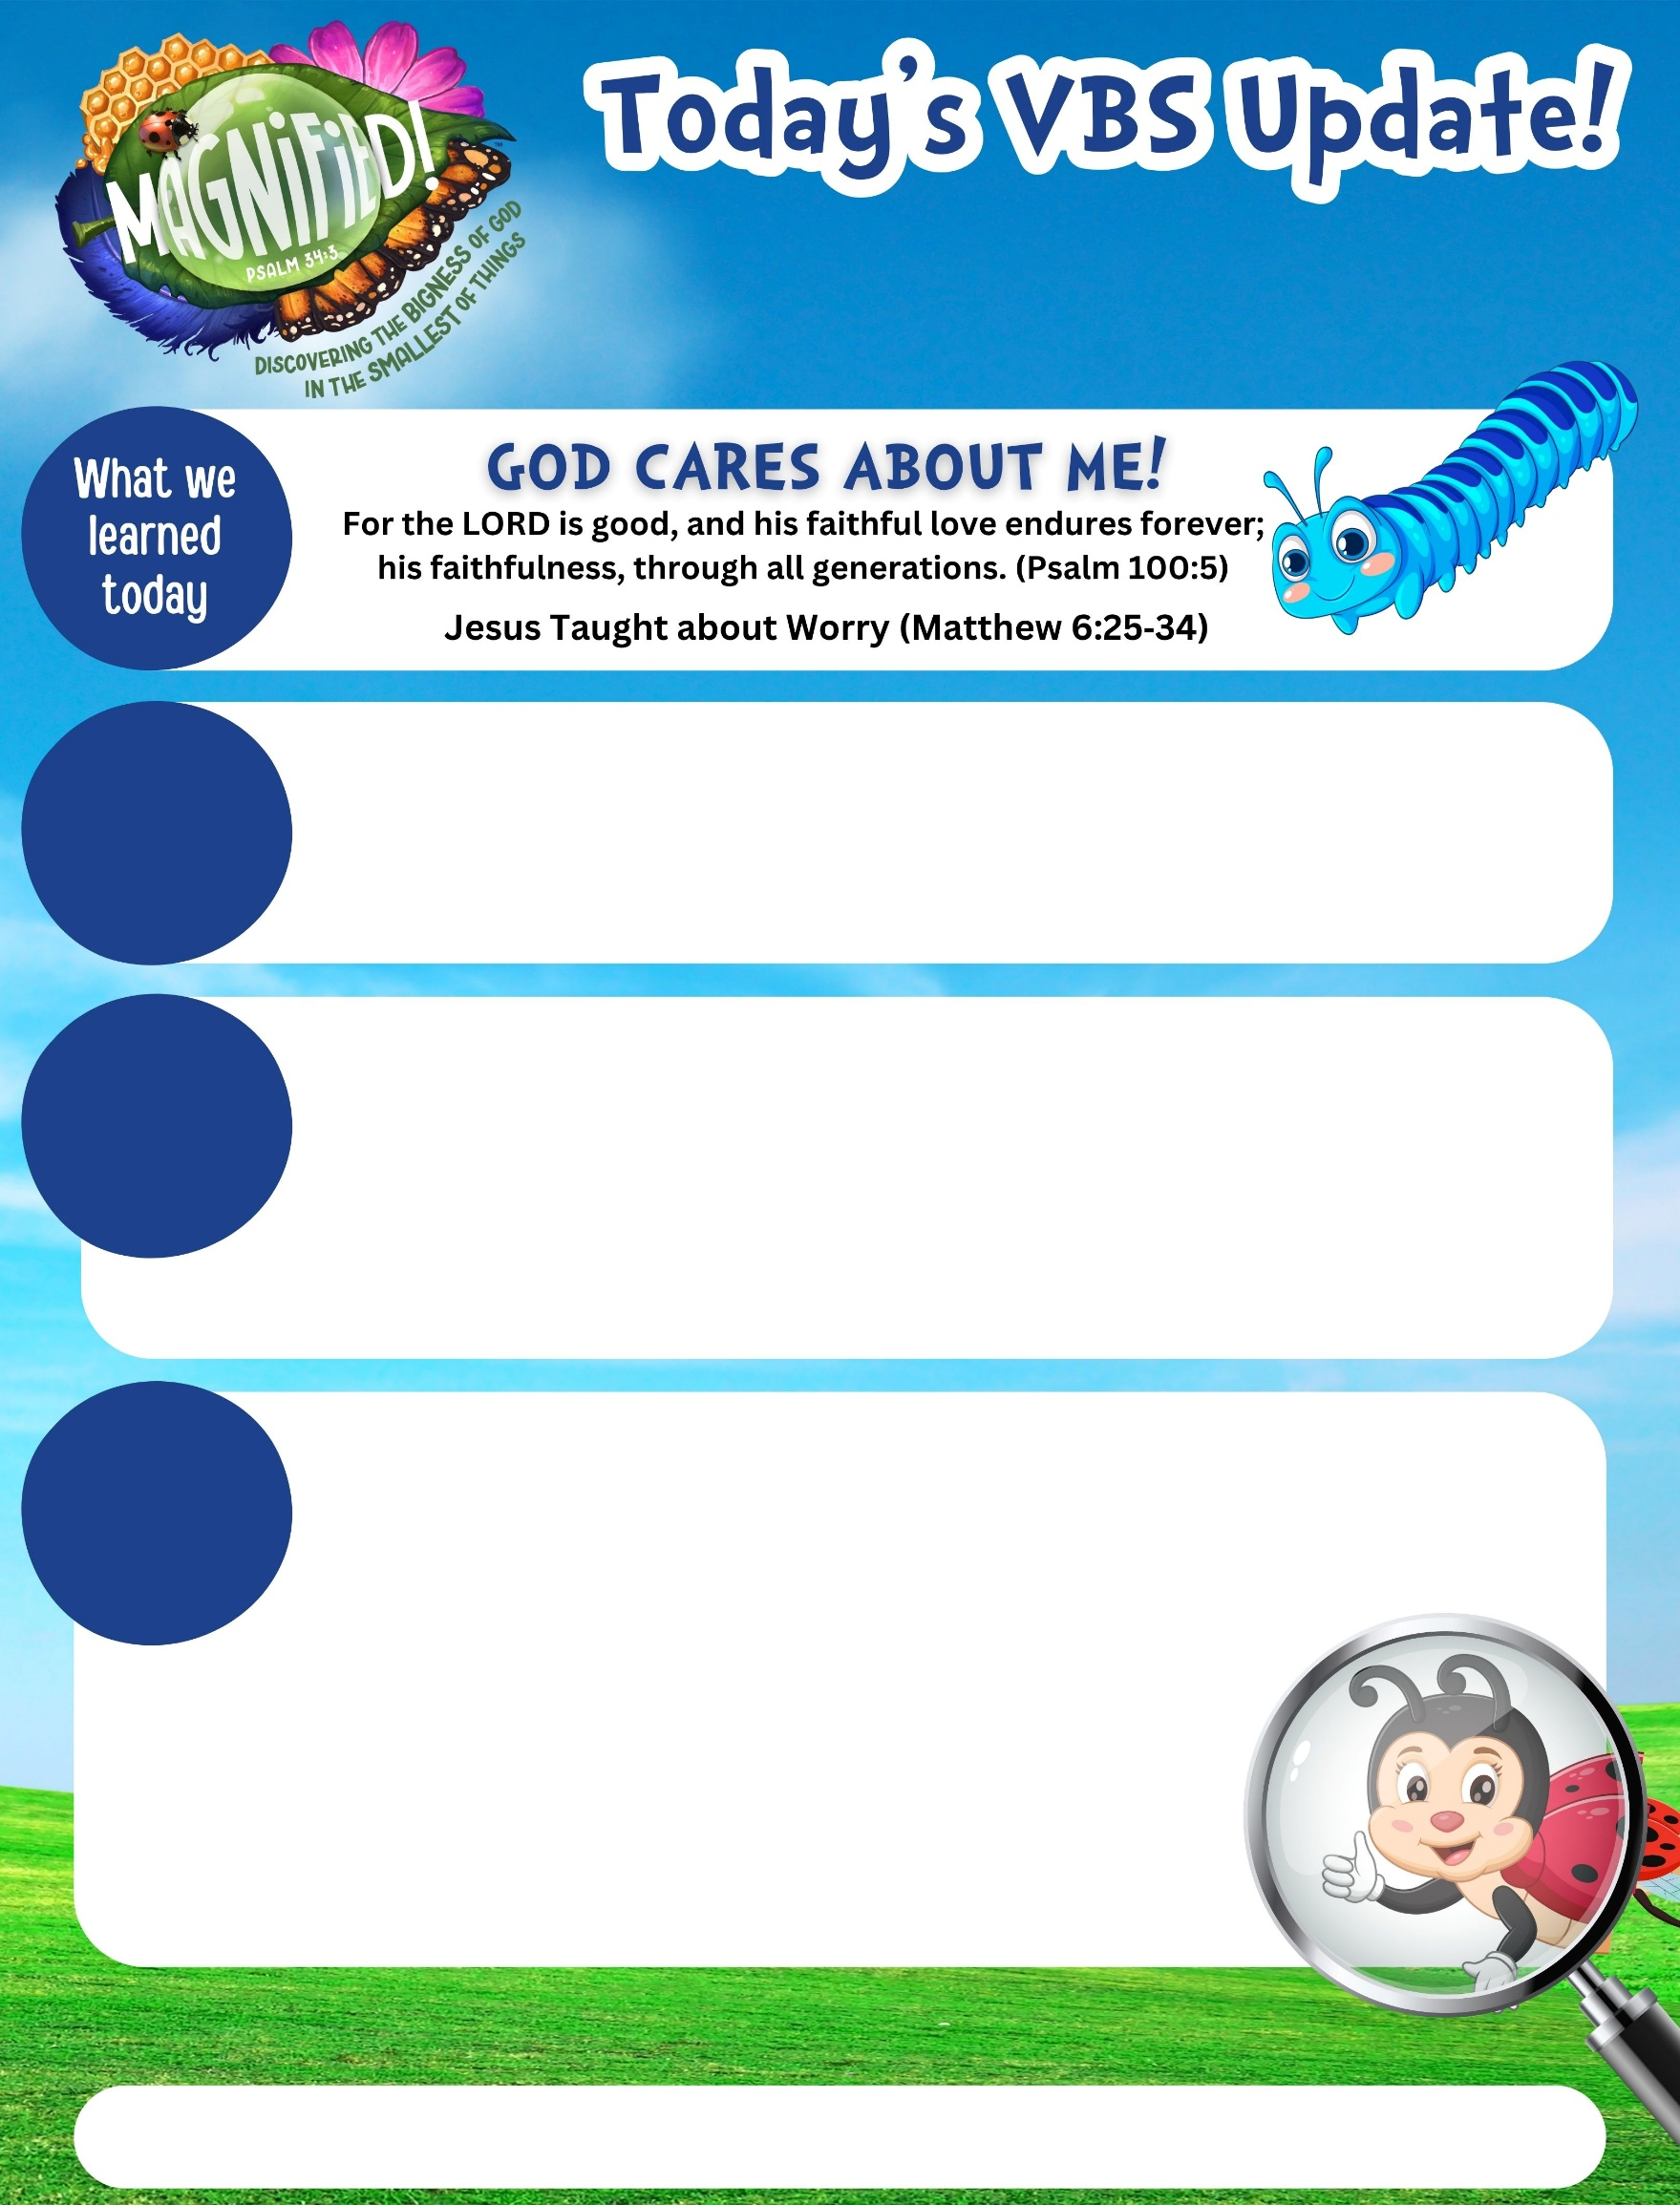 MAGNiFiED!
PSALM 34:3
DISCOVERING THE BIGNESS OF GOD
IN THE SMALLEST OF THINGS
Today's VBS Update!
What we
learned
today
GOD CARES ABOUT ME!
For the LORD is good, and his faithful love endures forever;
his faithfulness, through all generations. (Psalm 100:5)
Jesus Taught about Worry (Matthew 6:25-34)